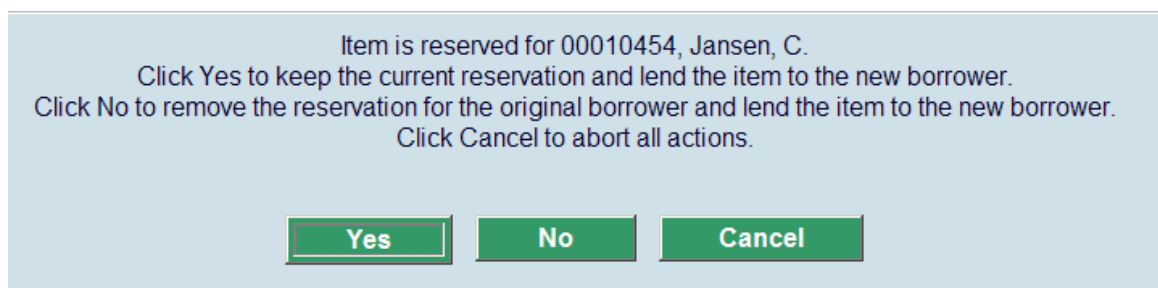 Item is reserved for 00010454, Jansen, C.
Click Yes to keep the current reservation and lend the item to the new borrower.
Click No to remove the reservation for the original borrower and lend the item to the new borrower.
Click Cancel to abort all actions.
Yes No Cancel